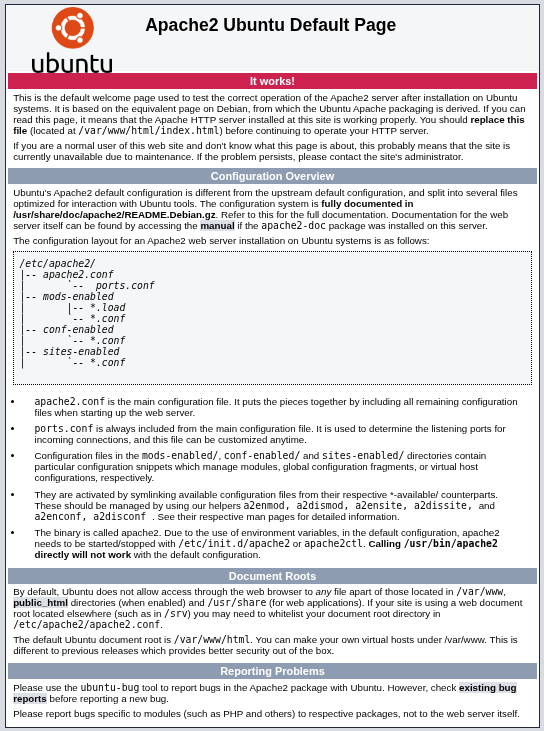 Apache2 Ubuntu Default Page
ubuntu
It works!
This is the default welcome page used to test the correct operation of the Apache2 server after installation on Ubuntu
systems. It is based on the equivalent page on Debian, from which the Ubuntu Apache packaging is derived. If you can
read this page, it means that the Apache HTTP server installed at this site is working properly. You should replace this
file (located at /var/www/html/index.html) before continuing to operate your HTTP server.
If you are a normal user of this web site and don't know what this page is about, this probably means that the site is
currently unavailable due to maintenance. If the problem persists, please contact the site's administrator.
Configuration Overview
Ubuntu's Apache2 default configuration is different from the upstream default configuration, and split into several files
optimized for interaction with Ubuntu tools. The configuration system is fully documented in
/usr/share/doc/apache2/README.Debian.gz. Refer to this for the full documentation. Documentation for the web
server itself can be found by accessing the manual if the apache2-doc package was installed on this server.
The configuration layout for an Apache2 web server installation on Ubuntu systems is as follows:
/etc/apache2/
|-- apache2.conf
|       `--  ports.conf
|-- mods-enabled
|       |-- *.load
|       `-- *.conf
|-- conf-enabled
|       `-- *.conf
|-- sites-enabled
|       `-- *.conf
• apache2.conf is the main configuration file. It puts the pieces together by including all remaining configuration
files when starting up the web server.
• ports.conf is always included from the main configuration file. It is used to determine the listening ports for
incoming connections, and this file can be customized anytime.
• Configuration files in the mods-enabled/, conf-enabled/ and sites-enabled/ directories contain
particular configuration snippets which manage modules, global configuration fragments, or virtual host
configurations, respectively.
• They are activated by symlinking available configuration files from their respective *-available/ counterparts.
These should be managed by using our helpers a2enmod, a2dismod, a2ensite, a2dissite, and
a2enconf, a2disconf . See their respective man pages for detailed information.
• The binary is called apache2. Due to the use of environment variables, in the default configuration, apache2
needs to be started/stopped with /etc/init.d/apache2 or apache2ctl. Calling /usr/bin/apache2
directly will not work with the default configuration.
Document Roots
By default, Ubuntu does not allow access through the web browser to any file apart of those located in /var/www,
public_html directories (when enabled) and /usr/share (for web applications). If your site is using a web document
root located elsewhere (such as in /srv) you may need to whitelist your document root directory in
/etc/apache2/apache2.conf.
The default Ubuntu document root is /var/www/html. You can make your own virtual hosts under /var/www. This is
different to previous releases which provides better security out of the box.
Reporting Problems
Please use the ubuntu-bug tool to report bugs in the Apache2 package with Ubuntu. However, check existing bug
reports before reporting a new bug.
Please report bugs specific to modules (such as PHP and others) to respective packages, not to the web server itself.